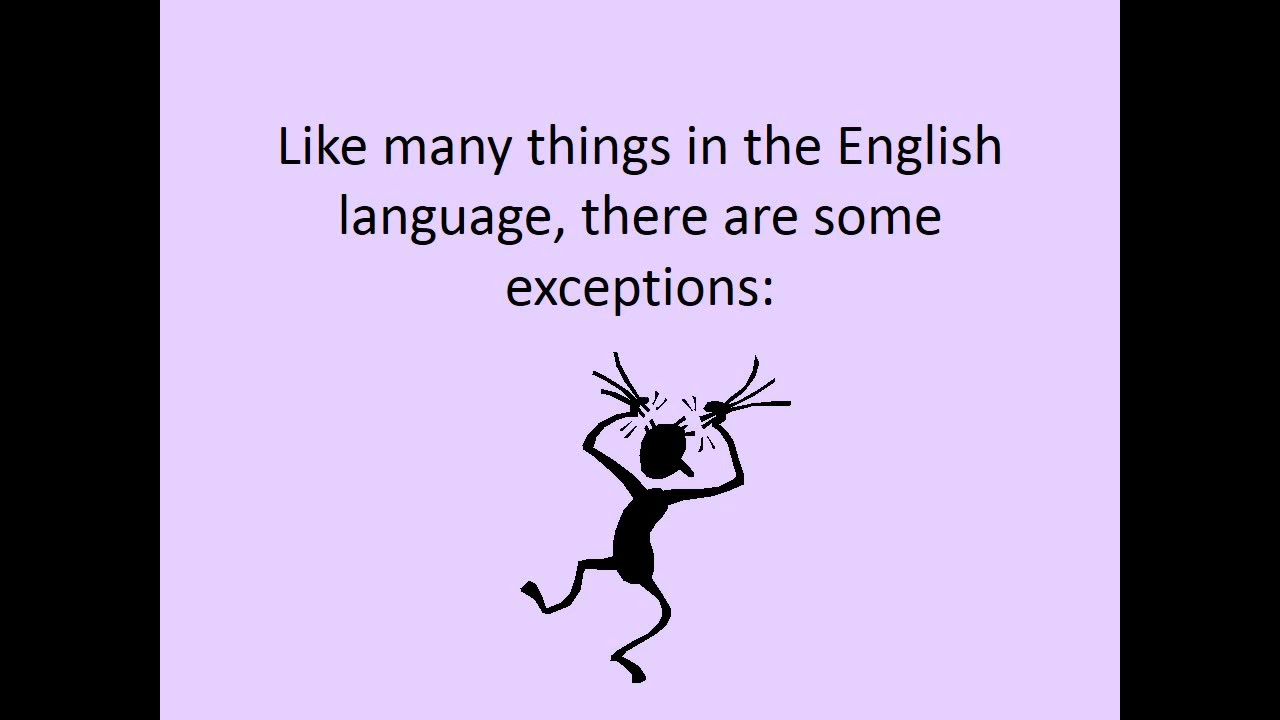 Like many things in the English
language, there are some
exceptions: